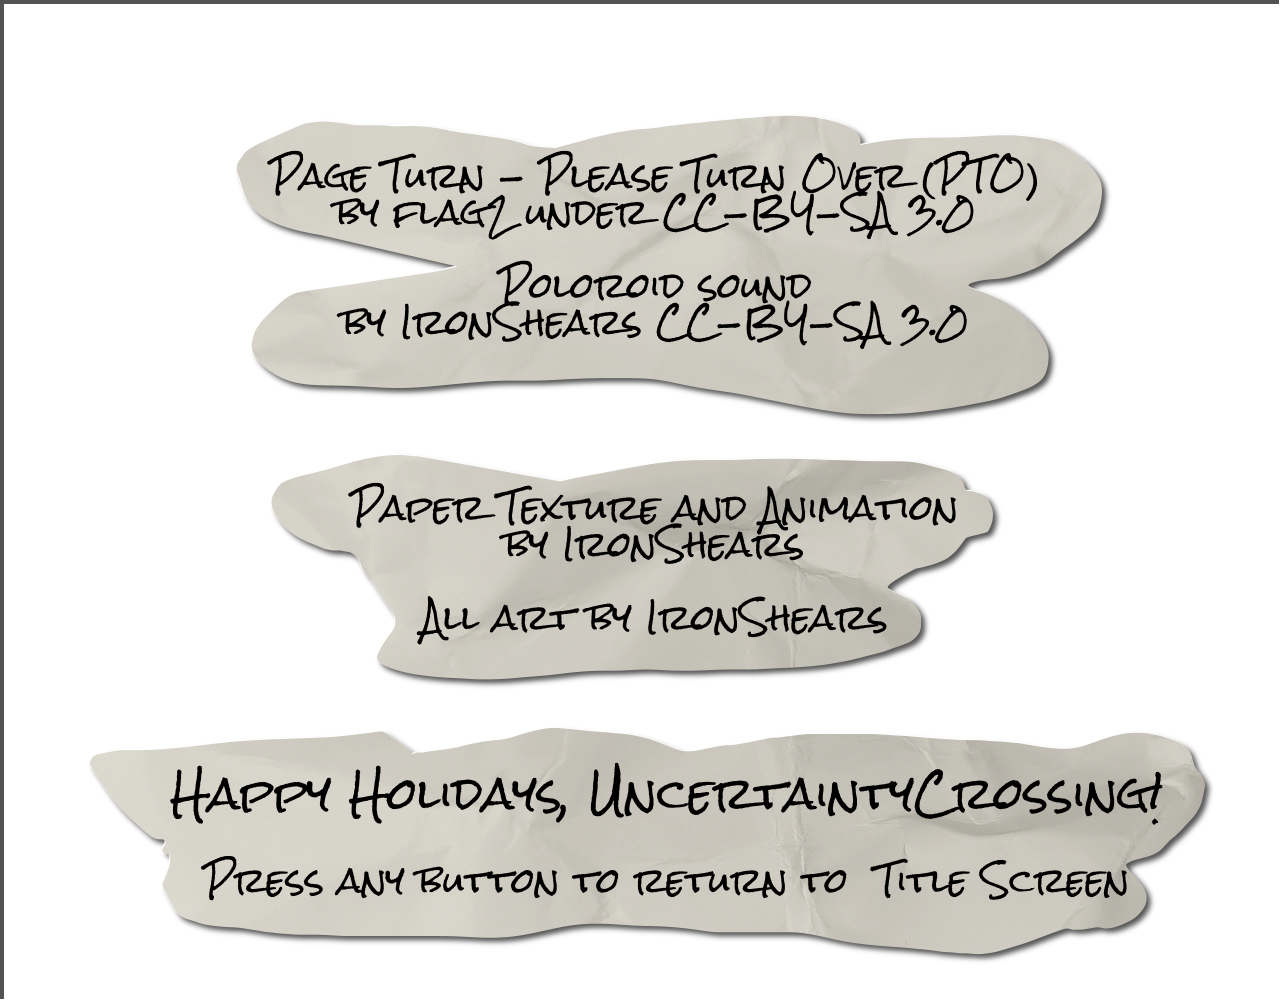 Page Turn - Please Turn Over (PTO)
by flag2 under CC-BY-SA 3.0
Poloroid sound
by IronShears CC-BY-SA 3.0
Paper Texture and Animation
by IronShears
All art by IronShears
Happy Holidays, UncertaintyCrossing!
Press any button to return to Title Screen